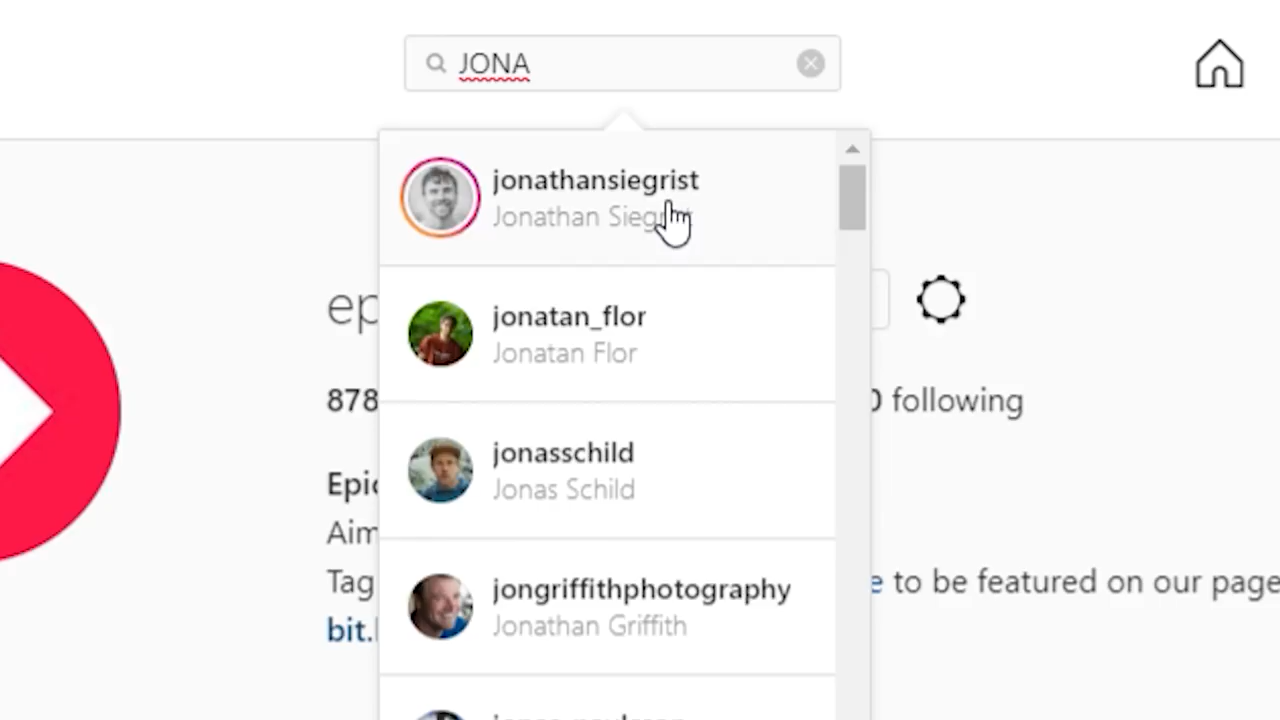 JONA
jonathansiegrist
Jonathan
jonatan_flor
ep
Jonatan Flor
878 following
jonasschild
Epic
Jonas Schild
Aim
jongriffithphotography
Tag to be featured on our page
Jonathan Griffith
bit.